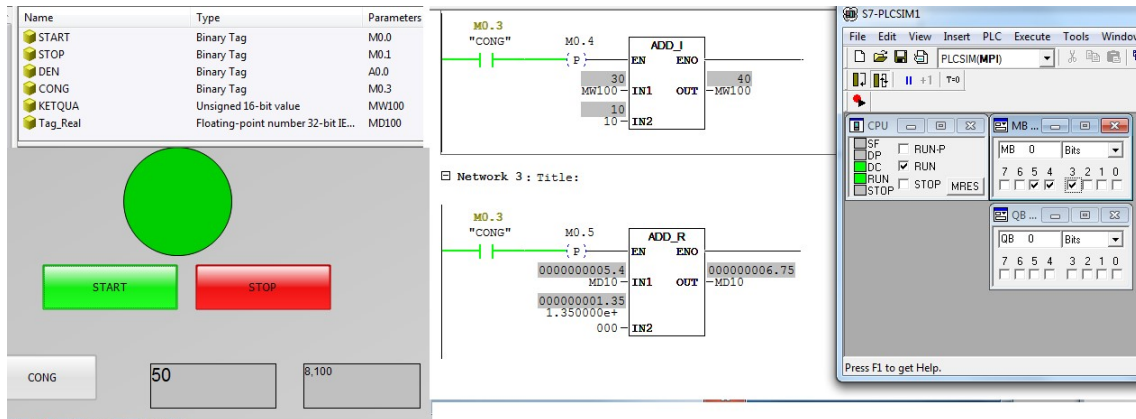 Name Type Parameters
START Binary Tag M0.0
STOP Binary Tag M0.1
DEN Binary Tag A0.0
CONG Binary Tag M0.3
KETQUA Unsigned 16-bit value MW100
Tag_Real Floating-point number 32-bit IE... MD100
START STOP
CONG 50 8,100
M0.3
"CONG" M0.4 ADD_I
(P) EN ENO
30 40
MW100 IN1 OUT MW100
10
10 IN2
Network 3: Title:
M0.3
"CONG" M0.5 ADD_R
(P) EN ENO
0000000005.4 000000006.75
MD10 IN1 OUT MD10
000000001.35
1.350000e+
000 IN2
S7-PLCSIM1
File Edit View Insert PLC Execute Tools Window
PLCSIM(MPI)
+1 T=0
CPU
SF
DP
DC
RUN
STOP
RUN-P
RUN
STOP MRES
MB ...
MB 0 Bits
7 6 5 4 3 2 1 0
QB ...
QB 0 Bits
7 6 5 4 3 2 1 0
Press F1 to get Help.